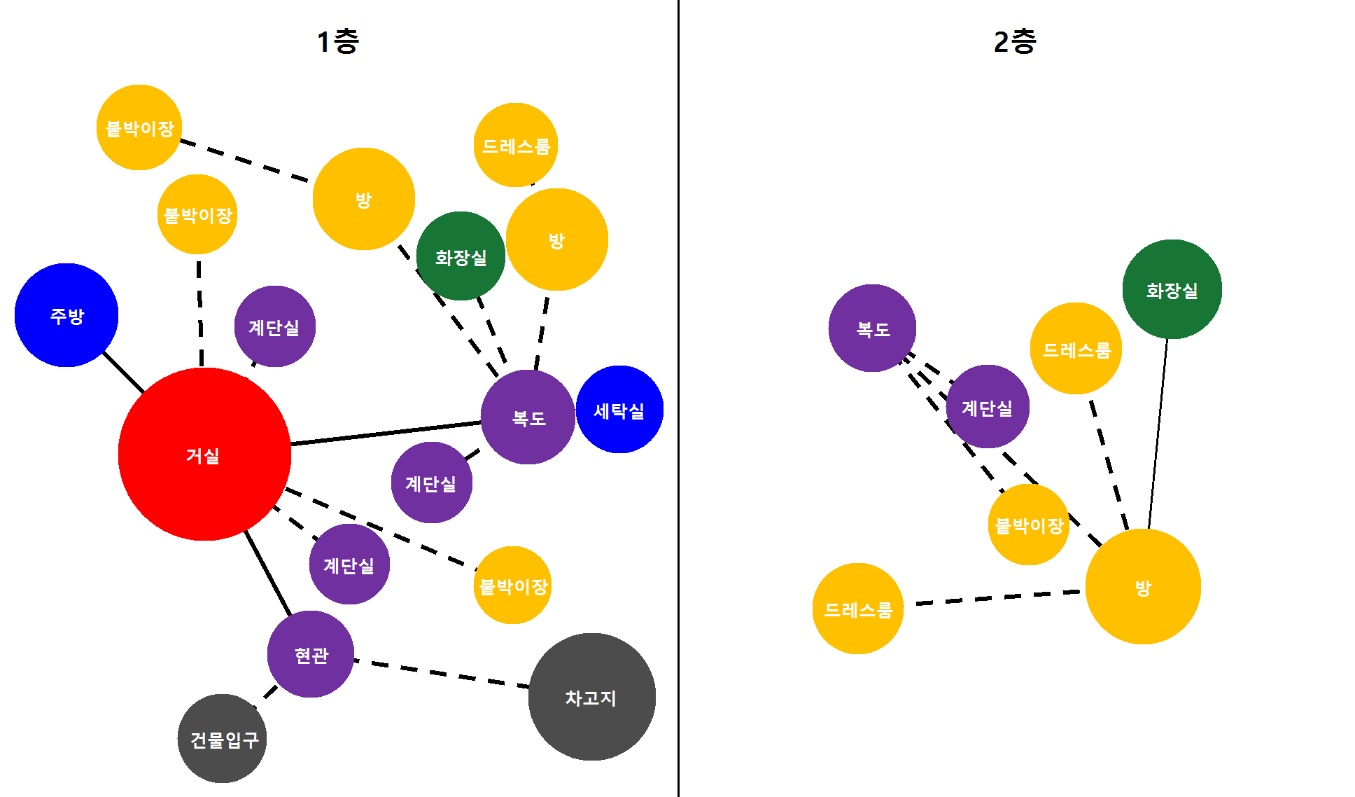 1층
붙박이장
드레스룸
방
붙박이장
방
화장실
주방
계단실
복도
세탁실
거실
계단실
계단실
붙박이장
현관
차고지
건물입구
2층
화장실
복도
드레스룸
계단실
붙박이장
방
드레스룸